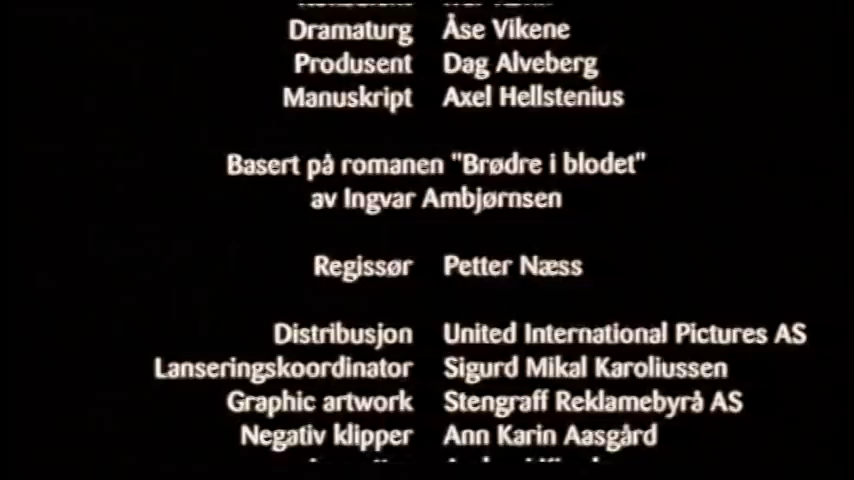 Dramaturg Åse Vikene
Produsent Dag Alveberg
Manuskript Axel Hellstenius
Basert på romanen "Brødre i blodet"
av Ingvar Ambjørnsen
Regissør Petter Næss
Distribusjon United International Pictures AS
Lanseringskoordinator Sigurd Mikal Karoliussen
Graphic artwork Stengraff Reklamebyrå AS
Negativ klipper Ann Karin Aasgård